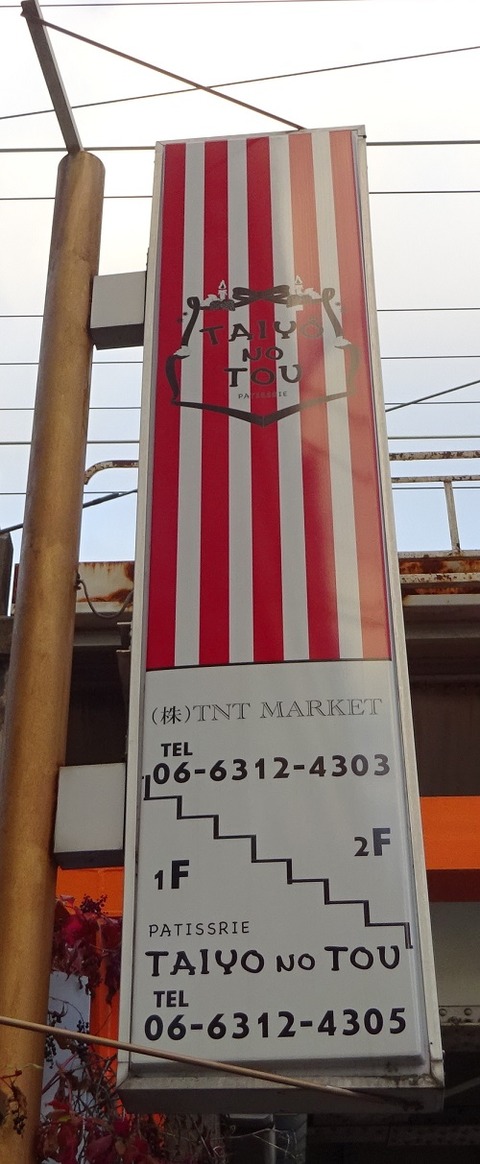 TAIYO
NO
TOU
PATISSERIE
(株)TNT MARKET
TEL
06-6312-4303
2F
1F
PATISSRIE
TAIYO NO TOU
TEL
06-6312-4305